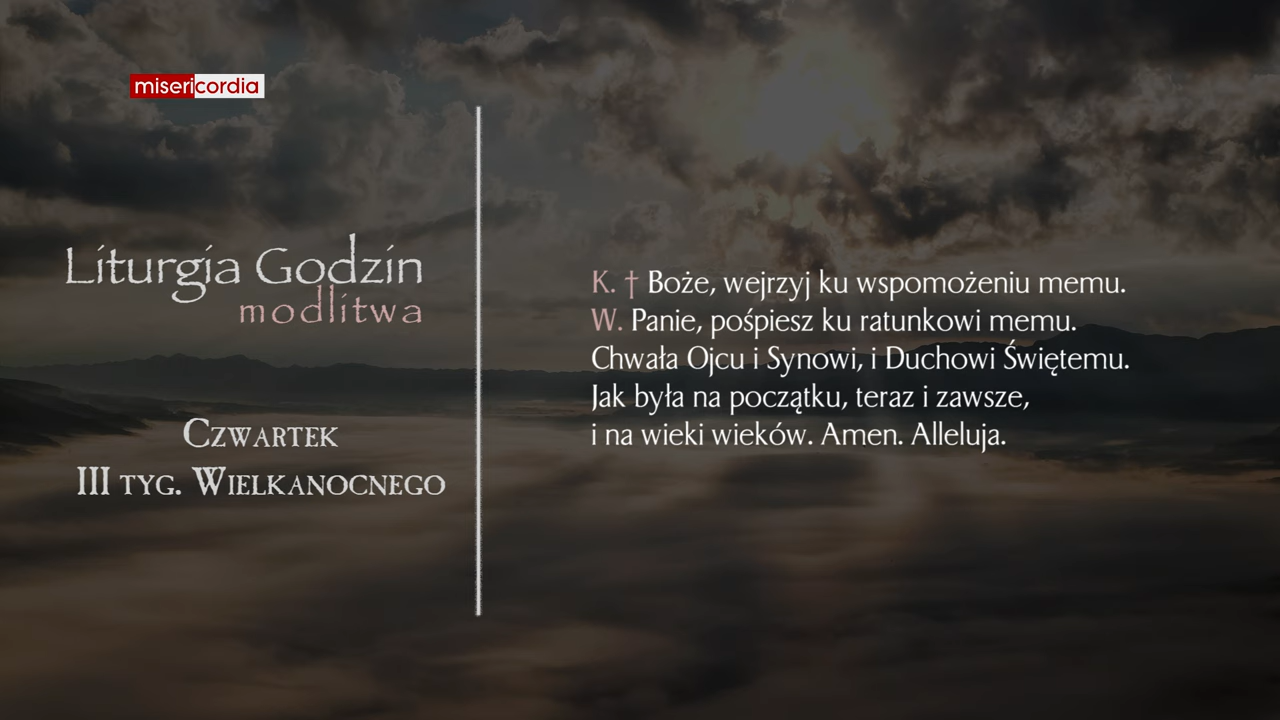 misericordia
Liturgia Godzin
modlitwa
Czwartek
III tyg. Wielkanocnego
K. † Boże, wejrzyj ku wspomożeniu memu.
W. Panie, pośpiesz ku ratunkowi memu.
Chwała Ojcu i Synowi, i Duchowi Świętemu.
Jak była na początku, teraz i zawsze,
i na wieki wieków. Amen. Alleluja.